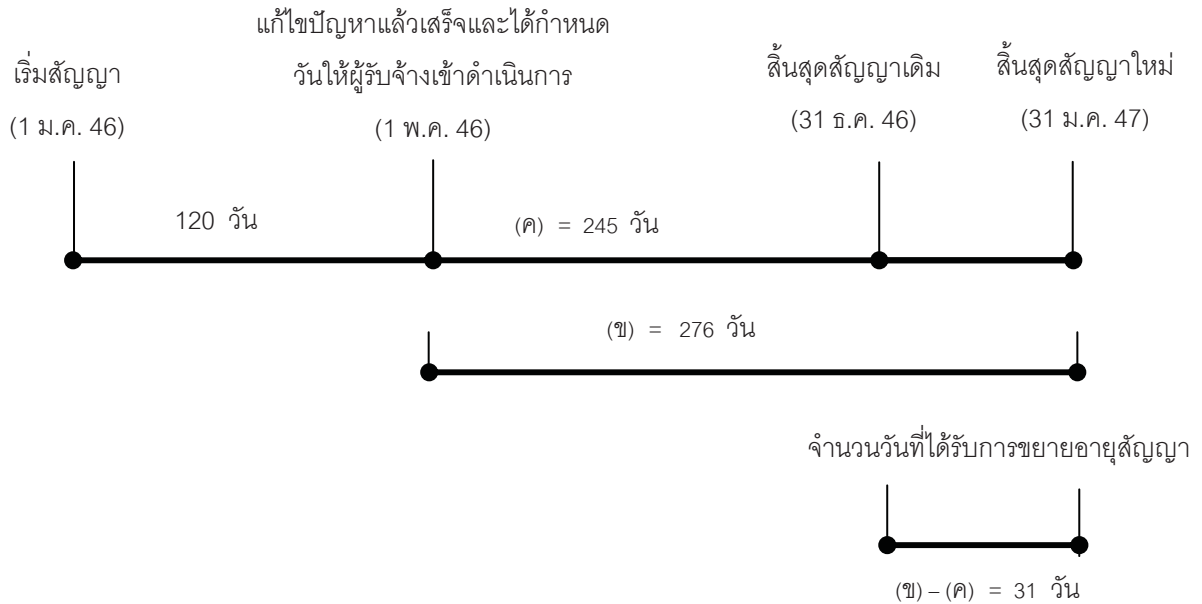 แก้ไขปัญหาแล้วเสร็จและได้กำหนด
วันให้ผู้รับจ้างเข้าดำเนินการ
(1 พ.ค. 46)
เริ่มสัญญา
(1 ม.ค. 46)
สิ้นสุดสัญญาเดิม
(31 ธ.ค. 46)
สิ้นสุดสัญญาใหม่
(31 ม.ค. 47)
120 วัน
(ค) = 245 วัน
(ข) = 276 วัน
จำนวนวันที่ได้รับการขยายอายุสัญญา
(ข) – (ค) = 31 วัน